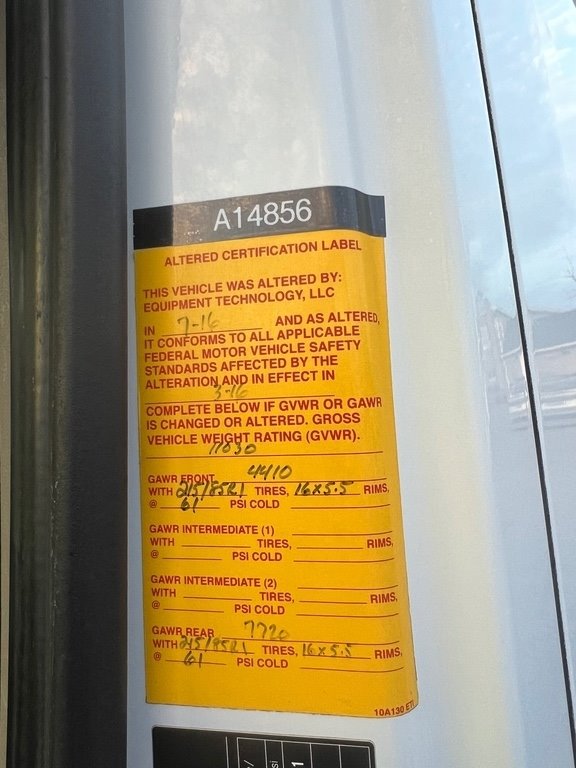 A14856
ALTERED CERTIFICATION LABEL
THIS VEHICLE WAS ALTERED BY:
EQUIPMENT TECHNOLOGY, LLC
IN 7-16 AND AS ALTERED,
IT CONFORMS TO ALL APPLICABLE
FEDERAL MOTOR VEHICLE SAFETY
STANDARDS AFFECTED BY THE
ALTERATION AND IN EFFECT IN
3-16
COMPLETE BELOW IF GVWR OR GAWR
IS CHANGED OR ALTERED. GROSS
VEHICLE WEIGHT RATING (GVWR).
11030
GAWR FRONT 4410
WITH 215/85R1 TIRES, 16x5.5 RIMS,
@ 61 PSI COLD
GAWR INTERMEDIATE (1)
WITH TIRES, RIMS,
@ PSI COLD
GAWR INTERMEDIATE (2)
WITH TIRES, RIMS,
@ PSI COLD
GAWR REAR 7720
WITH TIRES, 16x5.5 RIMS,
@ 61 PSI COLD